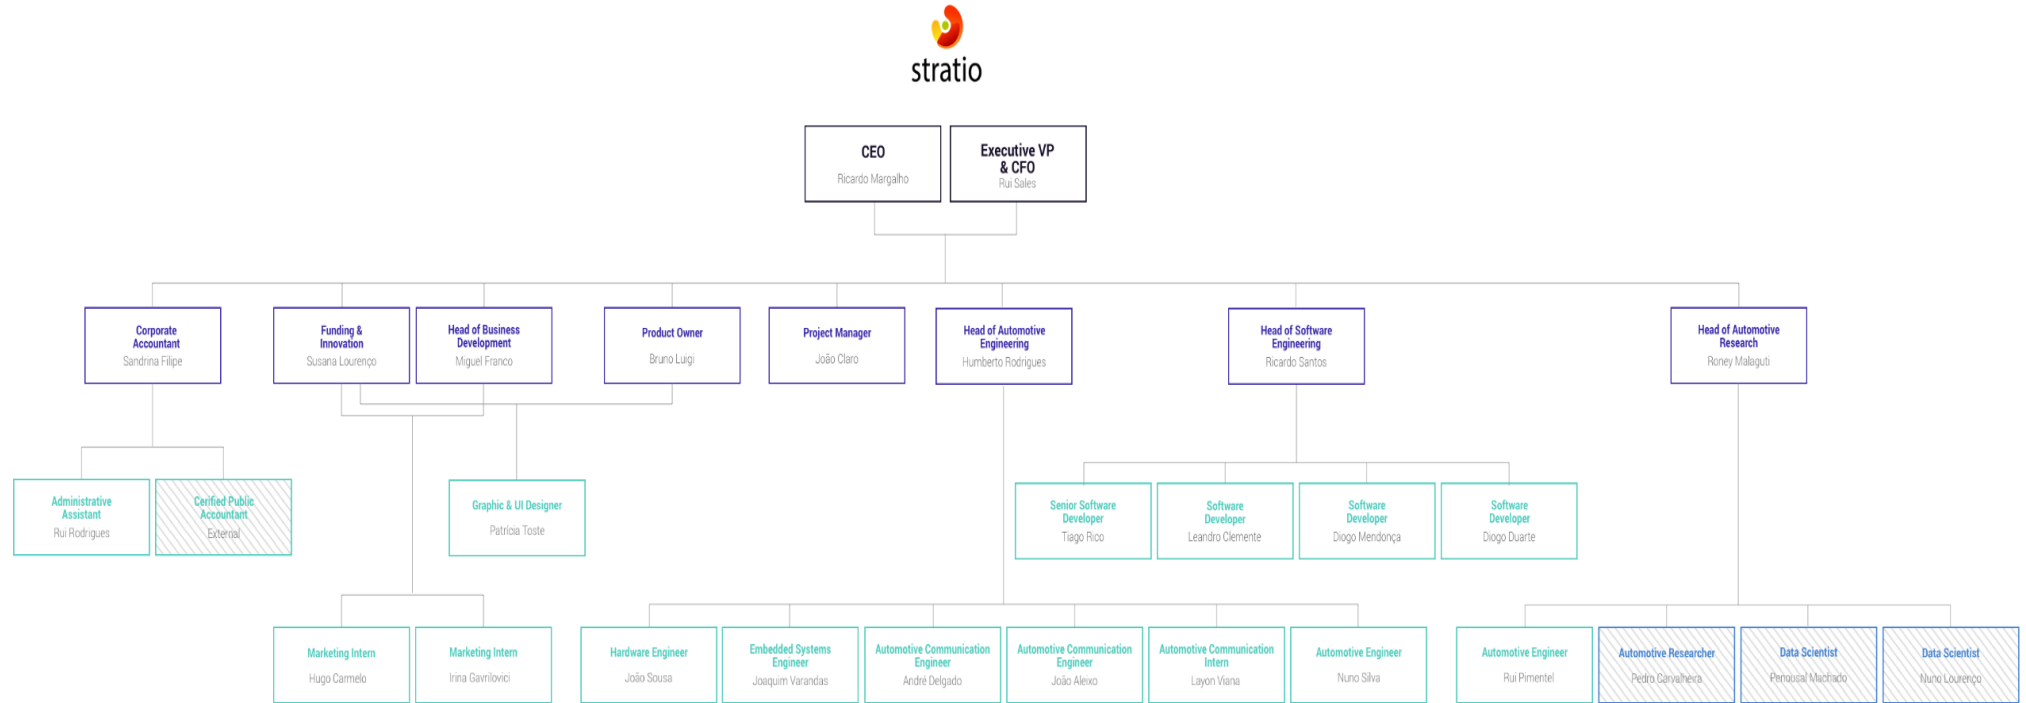 stratio
CEO
Ricardo Margalho
Executive VP
& CFO
Rui Sales
Corporate
Accountant
Sandrina Filipe
Funding &
Innovation
Susana Lourenço
Head of Business
Development
Miguel Franco
Product Owner
Bruno Luigi
Project Manager
João Claro
Head of Automotive
Engineering
Humberto Rodrigues
Head of Software
Engineering
Ricardo Santos
Head of Automotive
Research
Roney Malaguti
Administrative
Assistant
Rui Rodrigues
Cerified Public
Accountant
External
Graphic & UI Designer
Patrícia Toste
Senior Software
Developer
Tiago Rico
Software
Developer
Leandro Clemente
Software
Developer
Diogo Mendonça
Software
Developer
Diogo Duarte
Marketing Intern
Hugo Carmelo
Marketing Intern
Irina Gavrilovici
Hardware Engineer
João Sousa
Embedded Systems
Engineer
Joaquim Varandas
Automotive Communication
Engineer
André Delgado
Automotive Communication
Engineer
João Aleixo
Automotive Communication
Intern
Layon Viana
Automotive Engineer
Nuno Silva
Automotive Engineer
Rui Pimentel
Automotive Researcher
Pedro Carvalheira
Data Scientist
Penousal Machado
Data Scientist
Nuno Lourenço